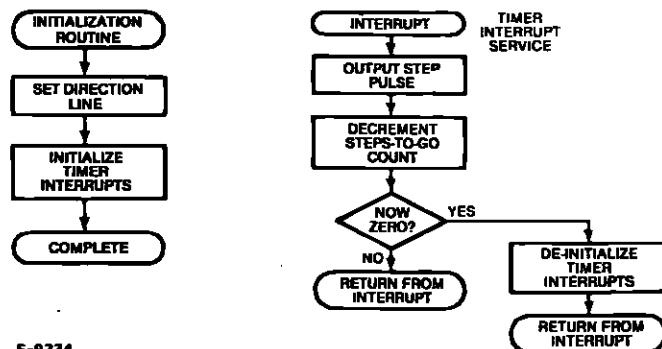 INITIALIZATION
ROUTINE
SET DIRECTION
LINE
INITIALIZE
TIMER
INTERRUPTS
COMPLETE
INTERRUPT
TIMER
INTERRUPT
SERVICE
OUTPUT STEP
PULSE
DECREMENT
STEPS-TO-GO
COUNT
NOW
ZERO?
YES
NO
RETURN FROM
INTERRUPT
DE-INITIALIZE
TIMER
INTERRUPTS
RETURN FROM
INTERRUPT